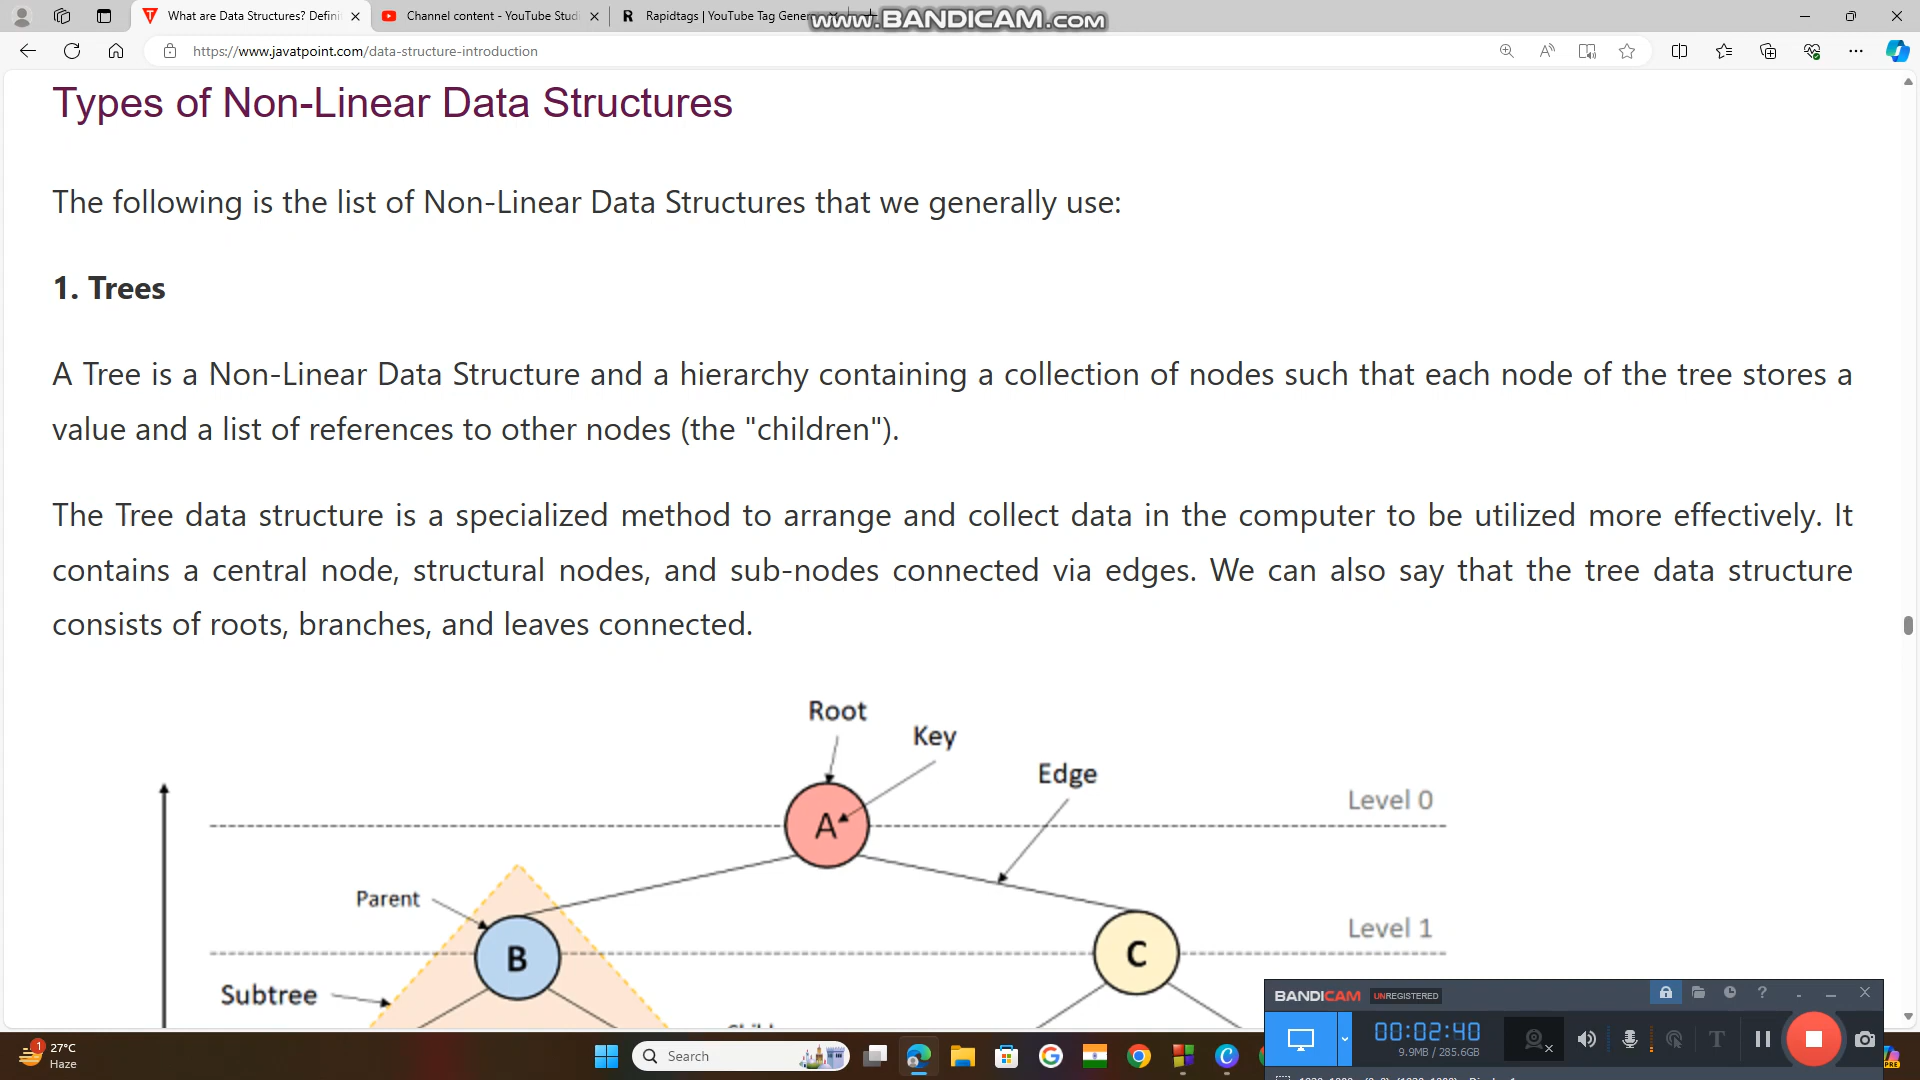 What are Data Structures? Defini
Channel content - YouTube Studi
Rapidtags | YouTube Tag Gener
www.BANDICAM.com
https://www.javatpoint.com/data-structure-introduction
Types of Non-Linear Data Structures
The following is the list of Non-Linear Data Structures that we generally use:
1. Trees
A Tree is a Non-Linear Data Structure and a hierarchy containing a collection of nodes such that each node of the tree stores a
value and a list of references to other nodes (the "children").
The Tree data structure is a specialized method to arrange and collect data in the computer to be utilized more effectively. It
contains a central node, structural nodes, and sub-nodes connected via edges. We can also say that the tree data structure
consists of roots, branches, and leaves connected.
Root
Key
Edge
Level 0
A
Parent
Level 1
B
C
Subtree
BANDICAM UNREGISTERED
00:02:40
9.9MB / 285.6GB
27°C
Haze
1
Search